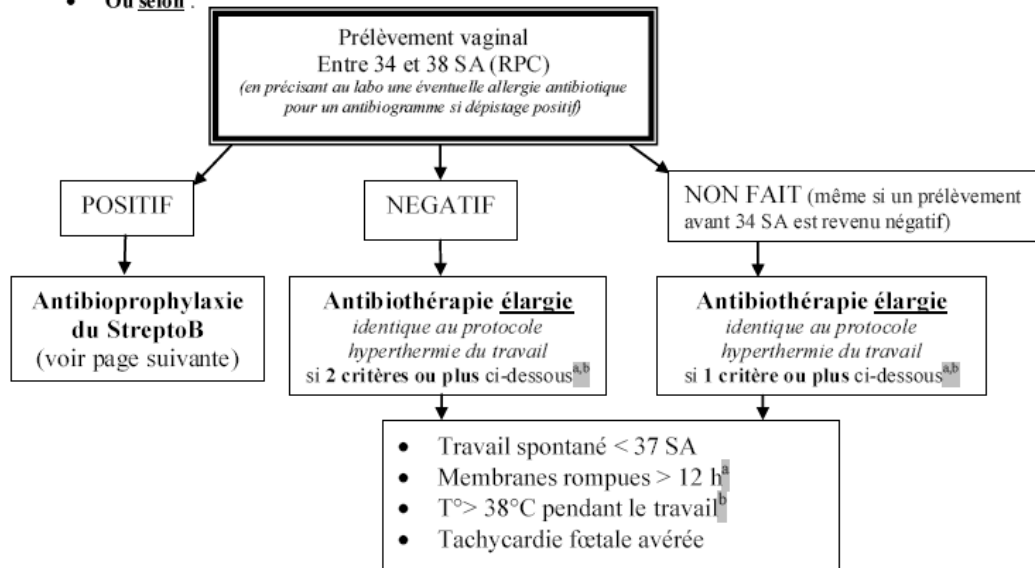 • Ou selon :
Prélèvement vaginal
Entre 34 et 38 SA (RPC)
(en précisant au labo une éventuelle allergie antibiotique
pour un antibiogramme si dépistage positif)
POSITIF
NEGATIF
NON FAIT (même si un prélèvement
avant 34 SA est revenu négatif)
Antibioprophylaxie
du StreptoB
(voir page suivante)
Antibiothérapie élargie
identique au protocole
hyperthermie du travail
si 2 critères ou plus ci-dessous a,b
Antibiothérapie élargie
identique au protocole
hyperthermie du travail
si 1 critère ou plus ci-dessous a,b
• Travail spontané < 37 SA
• Membranes rompues > 12 h a
• T°> 38°C pendant le travail b
• Tachycardie fœtale avérée